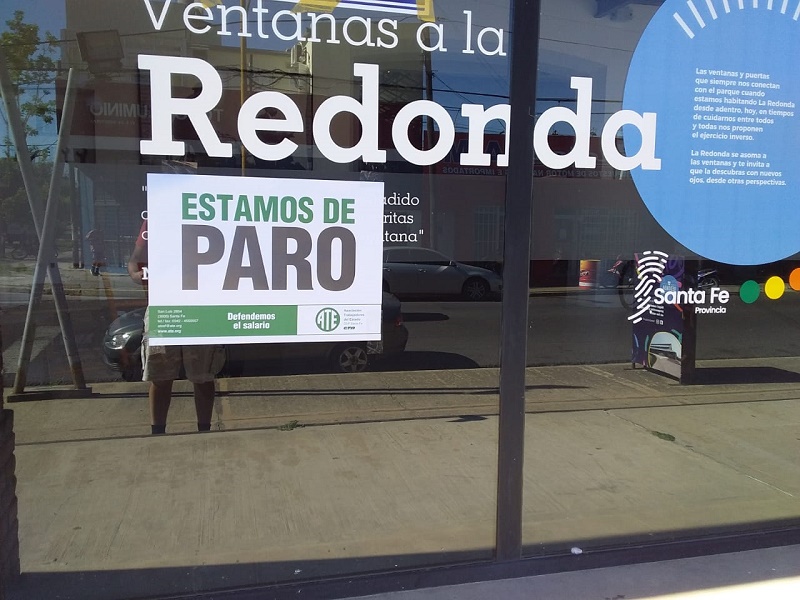 Ventanas a la
Redonda
Las ventanas y puertas
que siempre nos conectan
con el parque cuando
estamos habitando La Redonda
desde adentro, hoy, en tiempos
de cuidarnos entre todos
y todas nos proponen
el ejercicio inverso.
La Redonda se asoma a
las ventanas y te invita a
que la descubras con nuevos
ojos, desde otras perspectivas.
ESTAMOS DE
PARO
Defendemos
el salario
ATE
Santa Fe
Provincia